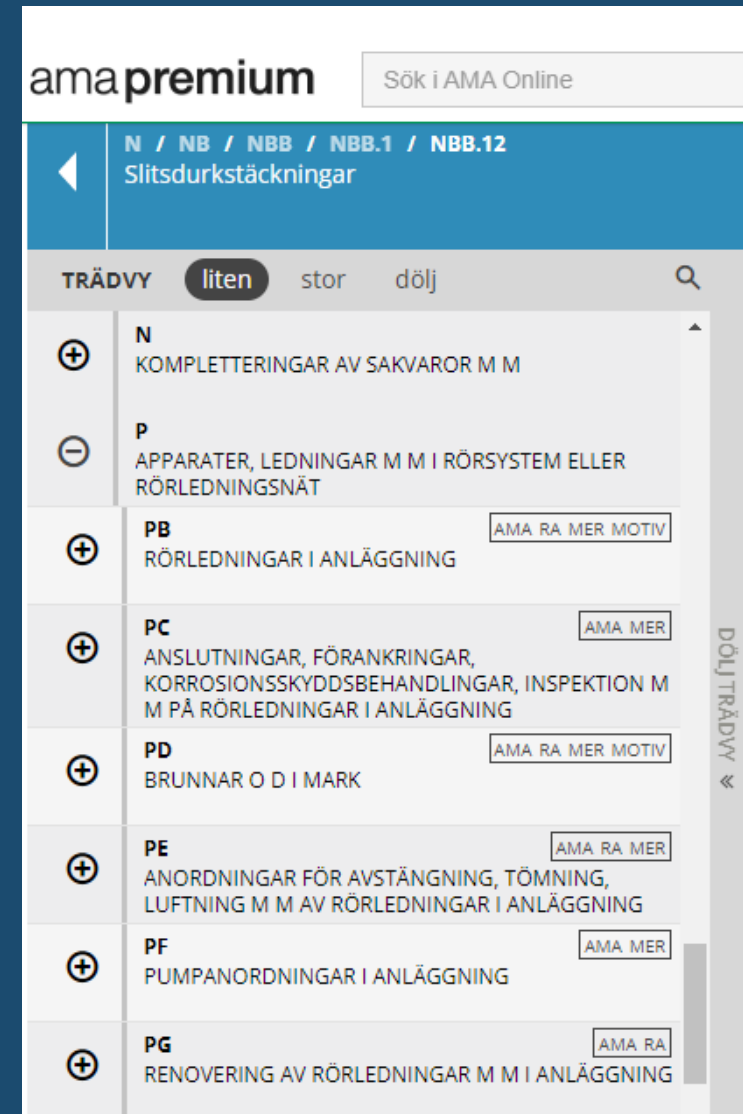 amapremium
Sök i AMA Online
N / NB / NBB / NBB.1 / NBB.12
Slitsdurkstäckningar
TRÄDVY liten stor dölj
N
KOMPLETTERINGAR AV SAKVAROR M M
P
APPARATER, LEDNINGAR M M I RÖRSYSTEM ELLER
RÖRLEDNINGSNÄT
PB AMA RA MER MOTIV
RÖRLEDNINGAR I ANLÄGGNING
PC AMA MER
ANSLUTNINGAR, FÖRANKRINGAR,
KORROSIONSSKYDDSBEHANDLINGAR, INSPEKTION M
M PÅ RÖRLEDNINGAR I ANLÄGGNING
PD AMA RA MER MOTIV
BRUNNAR O D I MARK
PE AMA RA MER
ANORDNINGAR FÖR AVSTÄNGNING, TÖMNING,
LUFTNING M M AV RÖRLEDNINGAR I ANLÄGGNING
PF AMA MER
PUMPANORDNINGAR I ANLÄGGNING
PG AMA RA
RENOVERING AV RÖRLEDNINGAR M M I ANLÄGGNING
DÖLJ TRÄDVY «